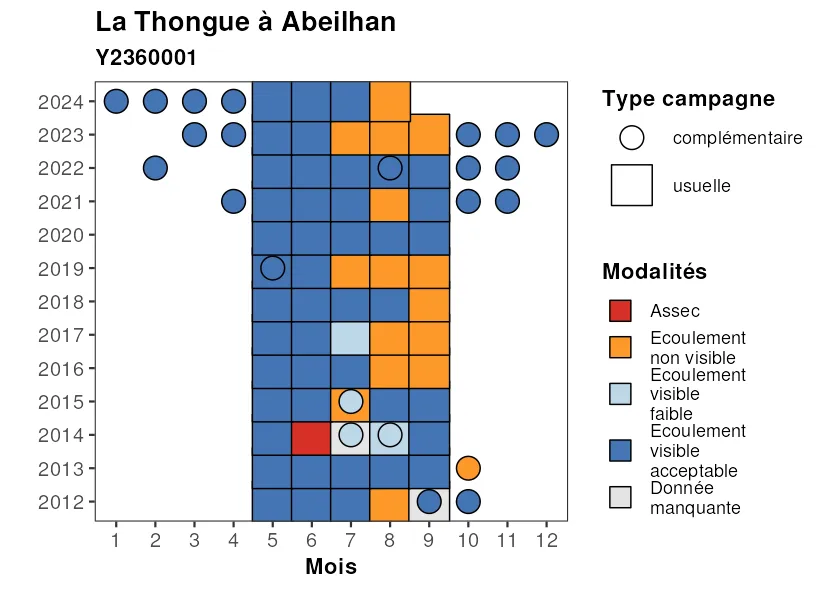 La Thongue à Abeilhan
Y2360001
2024
2023
2022
2021
2020
2019
2018
2017
2016
2015
2014
2013
2012
1 2 3 4 5 6 7 8 9 10 11 12
Mois
Type campagne
complémentaire
usuelle
Modalités
Assec
Ecoulement
non visible
Ecoulement
visible
faible
Ecoulement
visible
acceptable
Donnée
manquante